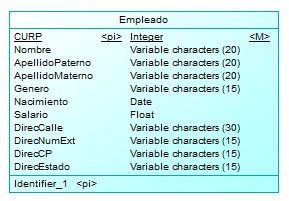 Empleado
CURP <pi> Integer <M>
Nombre Variable characters (20)
ApellidoPaterno Variable characters (20)
ApellidoMaterno Variable characters (20)
Genero Variable characters (15)
Nacimiento Date
Salario Float
DirecCalle Variable characters (30)
DirecNumExt Variable characters (15)
DirecCP Variable characters (15)
DirecEstado Variable characters (15)
Identifier_1 <pi>